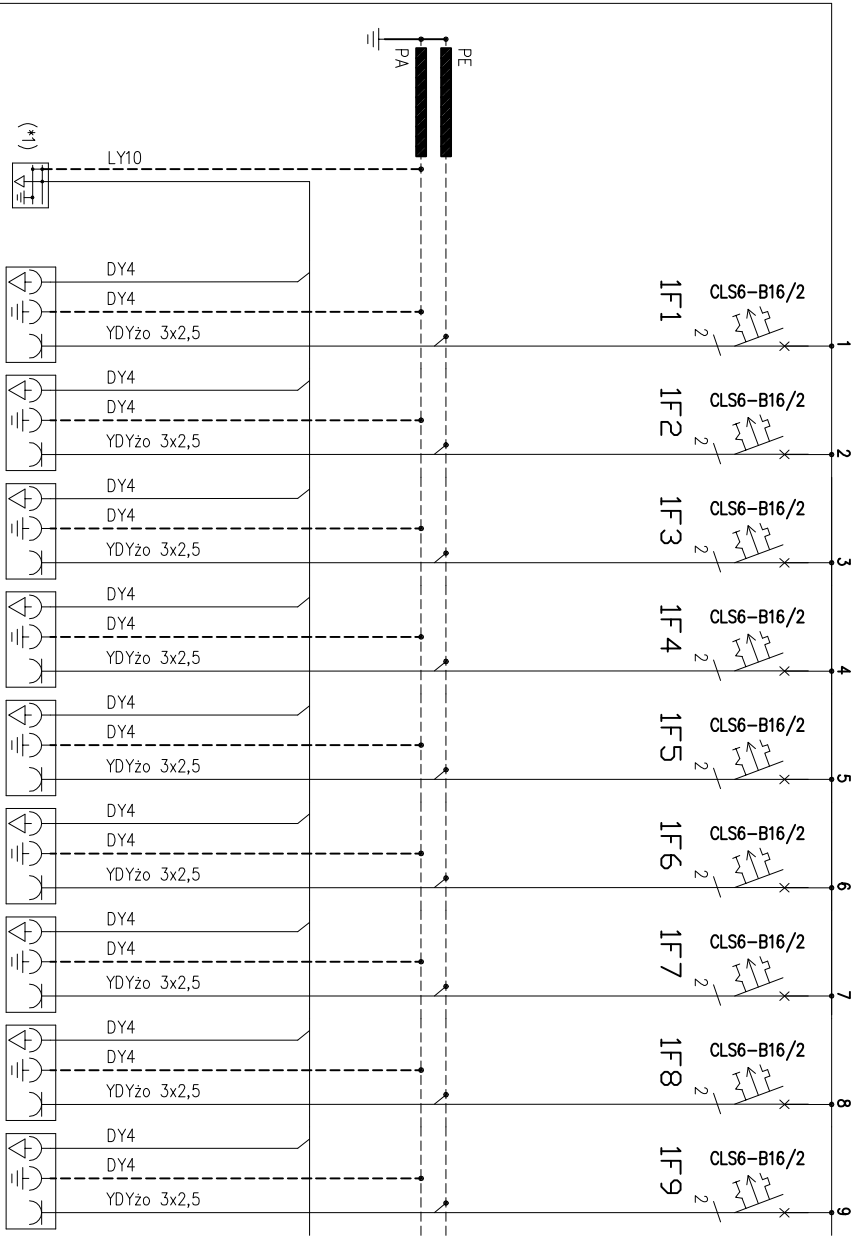 PE
PA
(*1)
LY10
1
CLS6-B16/2
1F1
2
DY4
DY4
YDYżo 3x2,5
2
CLS6-B16/2
1F2
2
DY4
DY4
YDYżo 3x2,5
3
CLS6-B16/2
1F3
2
DY4
DY4
YDYżo 3x2,5
4
CLS6-B16/2
1F4
2
DY4
DY4
YDYżo 3x2,5
5
CLS6-B16/2
1F5
2
DY4
DY4
YDYżo 3x2,5
6
CLS6-B16/2
1F6
2
DY4
DY4
YDYżo 3x2,5
7
CLS6-B16/2
1F7
2
DY4
DY4
YDYżo 3x2,5
8
CLS6-B16/2
1F8
2
DY4
DY4
YDYżo 3x2,5
9
CLS6-B16/2
1F9
2
DY4
DY4
YDYżo 3x2,5